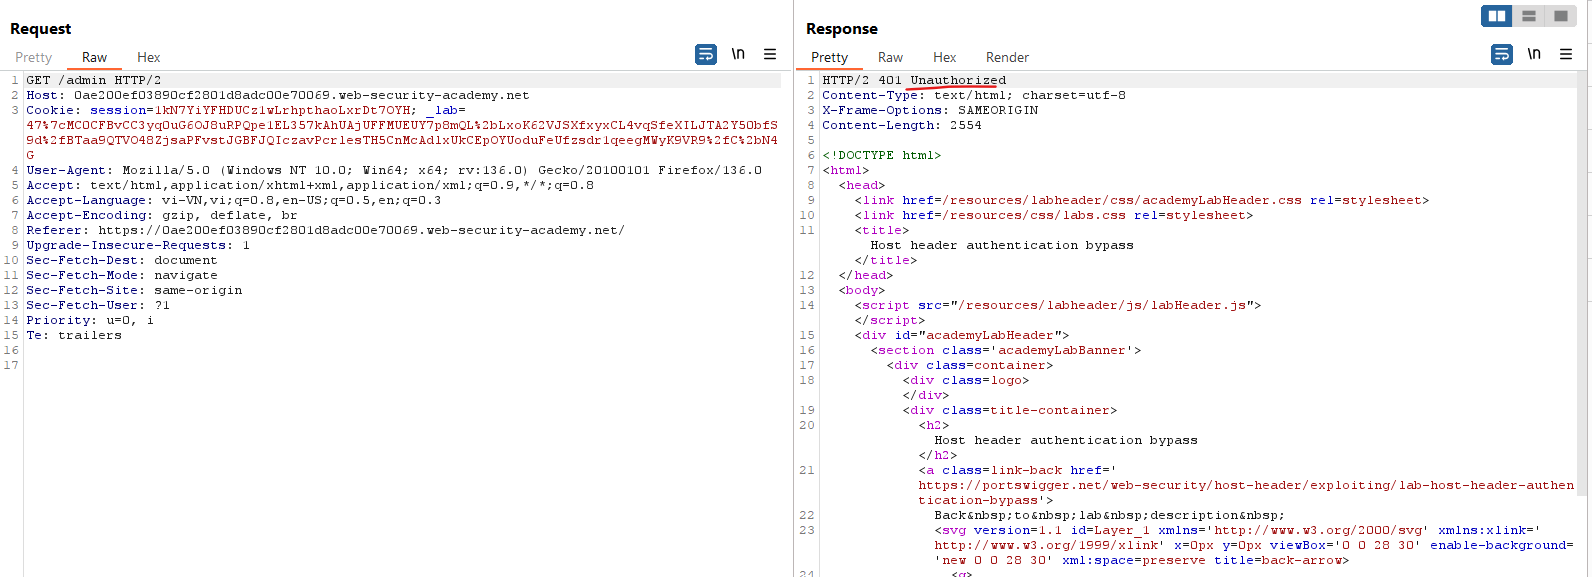 Request
Pretty Raw Hex
\n
1 GET /admin HTTP/2
2 Host: 0ae200ef03890cf2801d8adc00e70069.web-security-academy.net
3 Cookie: session=1kN7YiYFHDUCz1wLrhpthaoLxrDt7OYH; _lab=
47%7cMC0CFBvCC3yq0uG6OJ8uRPQpe1EL357kAhUAjUFFMUEUY7p8mQL%2bLxoK62VJSXfxyxCL4vqSfeXILJTA2Y50bfS
9d%2fBTaa9QTVO48ZjsaPFvstJGBFJQIczavPcrlesTH5CnMcAdlxUkCEpOYUoduFeUfzsdr1qeegMWyK9VR9%2fC%2bN4
G
4 User-Agent: Mozilla/5.0 (Windows NT 10.0; Win64; x64; rv:136.0) Gecko/20100101 Firefox/136.0
5 Accept: text/html,application/xhtml+xml,application/xml;q=0.9,*/*;q=0.8
6 Accept-Language: vi-VN,vi;q=0.8,en-US;q=0.5,en;q=0.3
7 Accept-Encoding: gzip, deflate, br
8 Referer: https://0ae200ef03890cf2801d8adc00e70069.web-security-academy.net/
9 Upgrade-Insecure-Requests: 1
10 Sec-Fetch-Dest: document
11 Sec-Fetch-Mode: navigate
12 Sec-Fetch-Site: same-origin
13 Sec-Fetch-User: ?1
14 Priority: u=0, i
15 Te: trailers
16
17
Response
Pretty Raw Hex Render
\n
1 HTTP/2 401 Unauthorized
2 Content-Type: text/html; charset=utf-8
3 X-Frame-Options: SAMEORIGIN
4 Content-Length: 2554
5
6 <!DOCTYPE html>
7 <html>
8 <head>
9 <link href=/resources/labheader/css/academyLabHeader.css rel=stylesheet>
10 <link href=/resources/css/labs.css rel=stylesheet>
11 <title>
Host header authentication bypass
</title>
12 </head>
13 <body>
14 <script src="/resources/labheader/js/labHeader.js">
</script>
15 <div id="academyLabHeader">
16 <section class='academyLabBanner'>
17 <div class=container>
18 <div class=logo>
</div>
19 <div class=title-container>
20 <h2>
Host header authentication bypass
</h2>
21 <a class=link-back href='
https://portswigger.net/web-security/host-header/exploiting/lab-host-header-authen
tication-bypass'>
22 Back&nbsp;to&nbsp;lab&nbsp;description&nbsp;
23 <svg version=1.1 id=Layer_1 xmlns='http://www.w3.org/2000/svg' xmlns:xlink='
http://www.w3.org/1999/xlink' x=0px y=0px viewBox='0 0 28 30' enable-background=
'new 0 0 28 30' xml:space=preserve title=back-arrow>
24 <g>